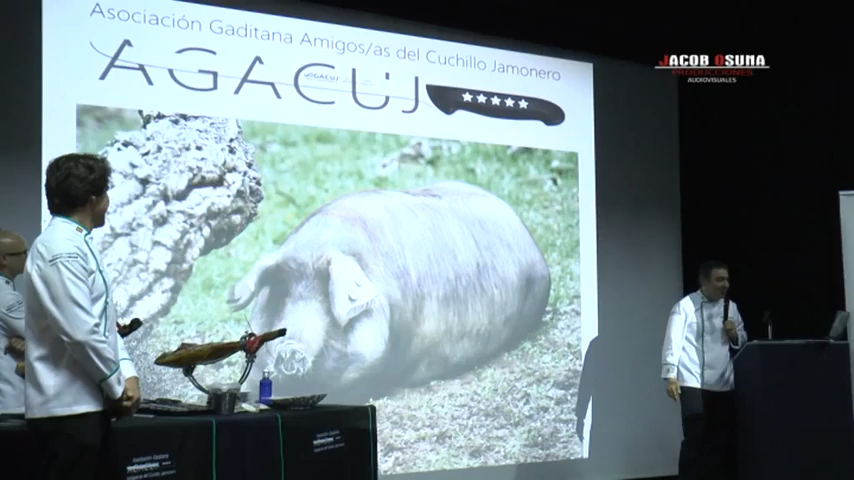 Asociación Gaditana Amigos/as del Cuchillo Jamonero
AGACUJ
JACOB OSUNA
PRODUCCIONES
AUDIOVISUALES